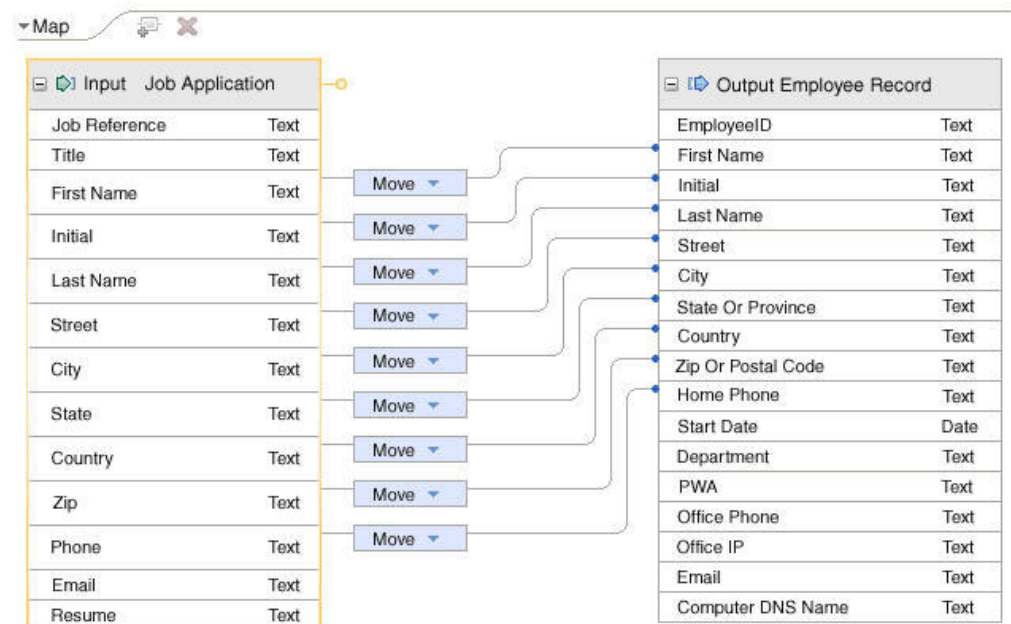 Map
Input Job Application
Job Reference Text
Title Text
First Name Text
Initial Text
Last Name Text
Street Text
City Text
State Text
Country Text
Zip Text
Phone Text
Email Text
Resume Text
Move
Move
Move
Move
Move
Move
Move
Move
Move
Output Employee Record
EmployeeID Text
First Name Text
Initial Text
Last Name Text
Street Text
City Text
State Or Province Text
Country Text
Zip Or Postal Code Text
Home Phone Text
Start Date Date
Department Text
PWA Text
Office Phone Text
Office IP Text
Email Text
Computer DNS Name Text